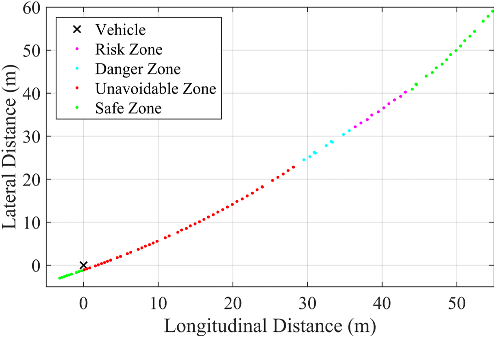 60
50
40
30
20
10
0
Lateral Distance (m)
Vehicle
Risk Zone
Danger Zone
Unavoidable Zone
Safe Zone
0 10 20 30 40 50
Longitudinal Distance (m)